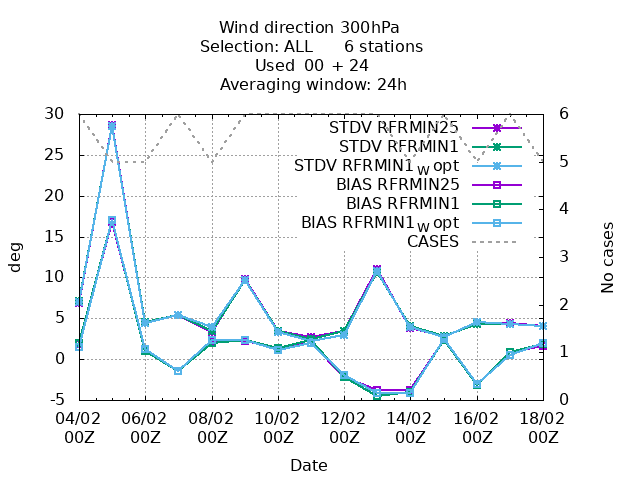 Wind direction 300hPa
Selection: ALL 6 stations
Used 00 + 24
Averaging window: 24h
30
25
20
15
10
5
0
-5
deg
6
5
4
3
2
1
0
No cases
STDV RFRMIN25
STDV RFRMIN1
STDV RFRMIN1_W opt
BIAS RFRMIN25
BIAS RFRMIN1
BIAS RFRMIN1_W opt
CASES
04/02 06/02 08/02 10/02 12/02 14/02 16/02 18/02
00Z 00Z 00Z 00Z 00Z 00Z 00Z 00Z
Date